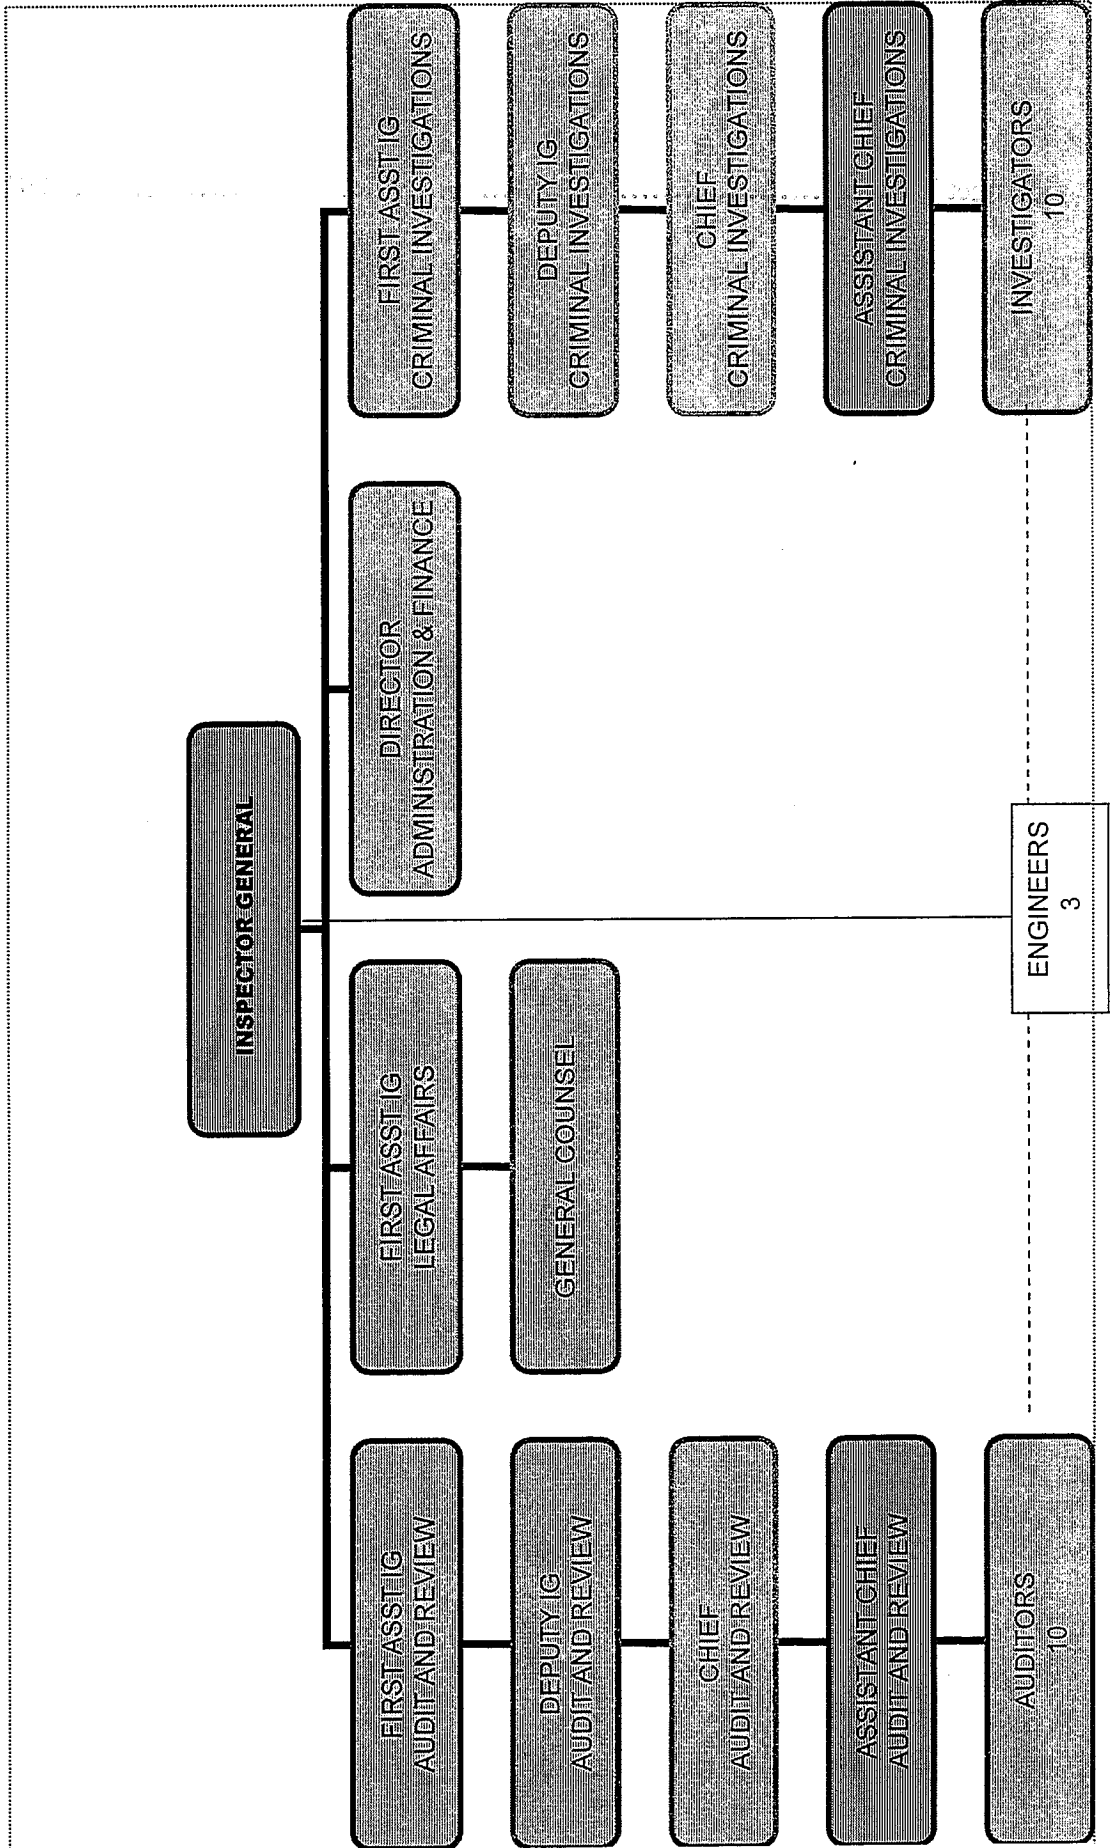 INSPECTOR GENERAL
FIRST ASST IG
AUDIT AND REVIEW
FIRST ASST IG
LEGAL AFFAIRS
DIRECTOR
ADMINISTRATION & FINANCE
FIRST ASST IG
CRIMINAL INVESTIGATIONS
DEPUTY IG
AUDIT AND REVIEW
GENERAL COUNSEL
DEPUTY IG
CRIMINAL INVESTIGATIONS
CHIEF
AUDIT AND REVIEW
CHIEF
CRIMINAL INVESTIGATIONS
ASSISTANT CHIEF
AUDIT AND REVIEW
ASSISTANT CHIEF
CRIMINAL INVESTIGATIONS
AUDITORS
10
ENGINEERS
3
INVESTIGATORS
10